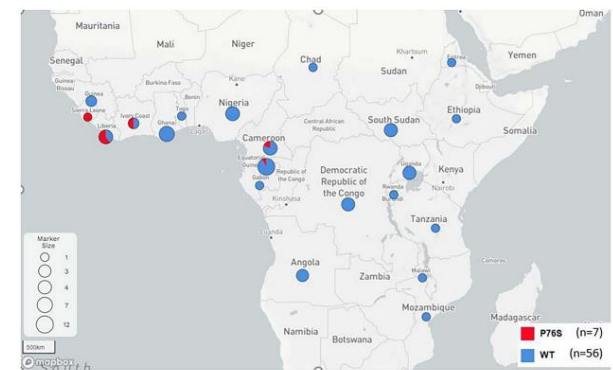 Oman
Mauritania
Mali
Niger
Chad
Khartoum
Eritrea
Yemen
Senegal
Sudan
Guinea-
Bissau
Guinea
Burkina Faso
Kano
Djibouti
Sierra Leone
Ivory Coast
Togo
Benin
Nigeria
Ethiopia
Liberia
Ghana
Lagos
Central African
Republic
South Sudan
Somalia
Cameroon
Equatorial
Guinea
Gabon
Republic of
the Congo
Democratic
Republic of
the Congo
Uganda
Kenya
Nairobi
Rwanda
Burundi
Kinshasa
Tanzania
Luanda
Angola
Zambia
Malawi
Comoros
Mozambique
Madagascar
Namibia
Botswana
Marker
Size
1
3
4
7
12
500km
mapbox
South
P76S (n=7)
WT (n=56)